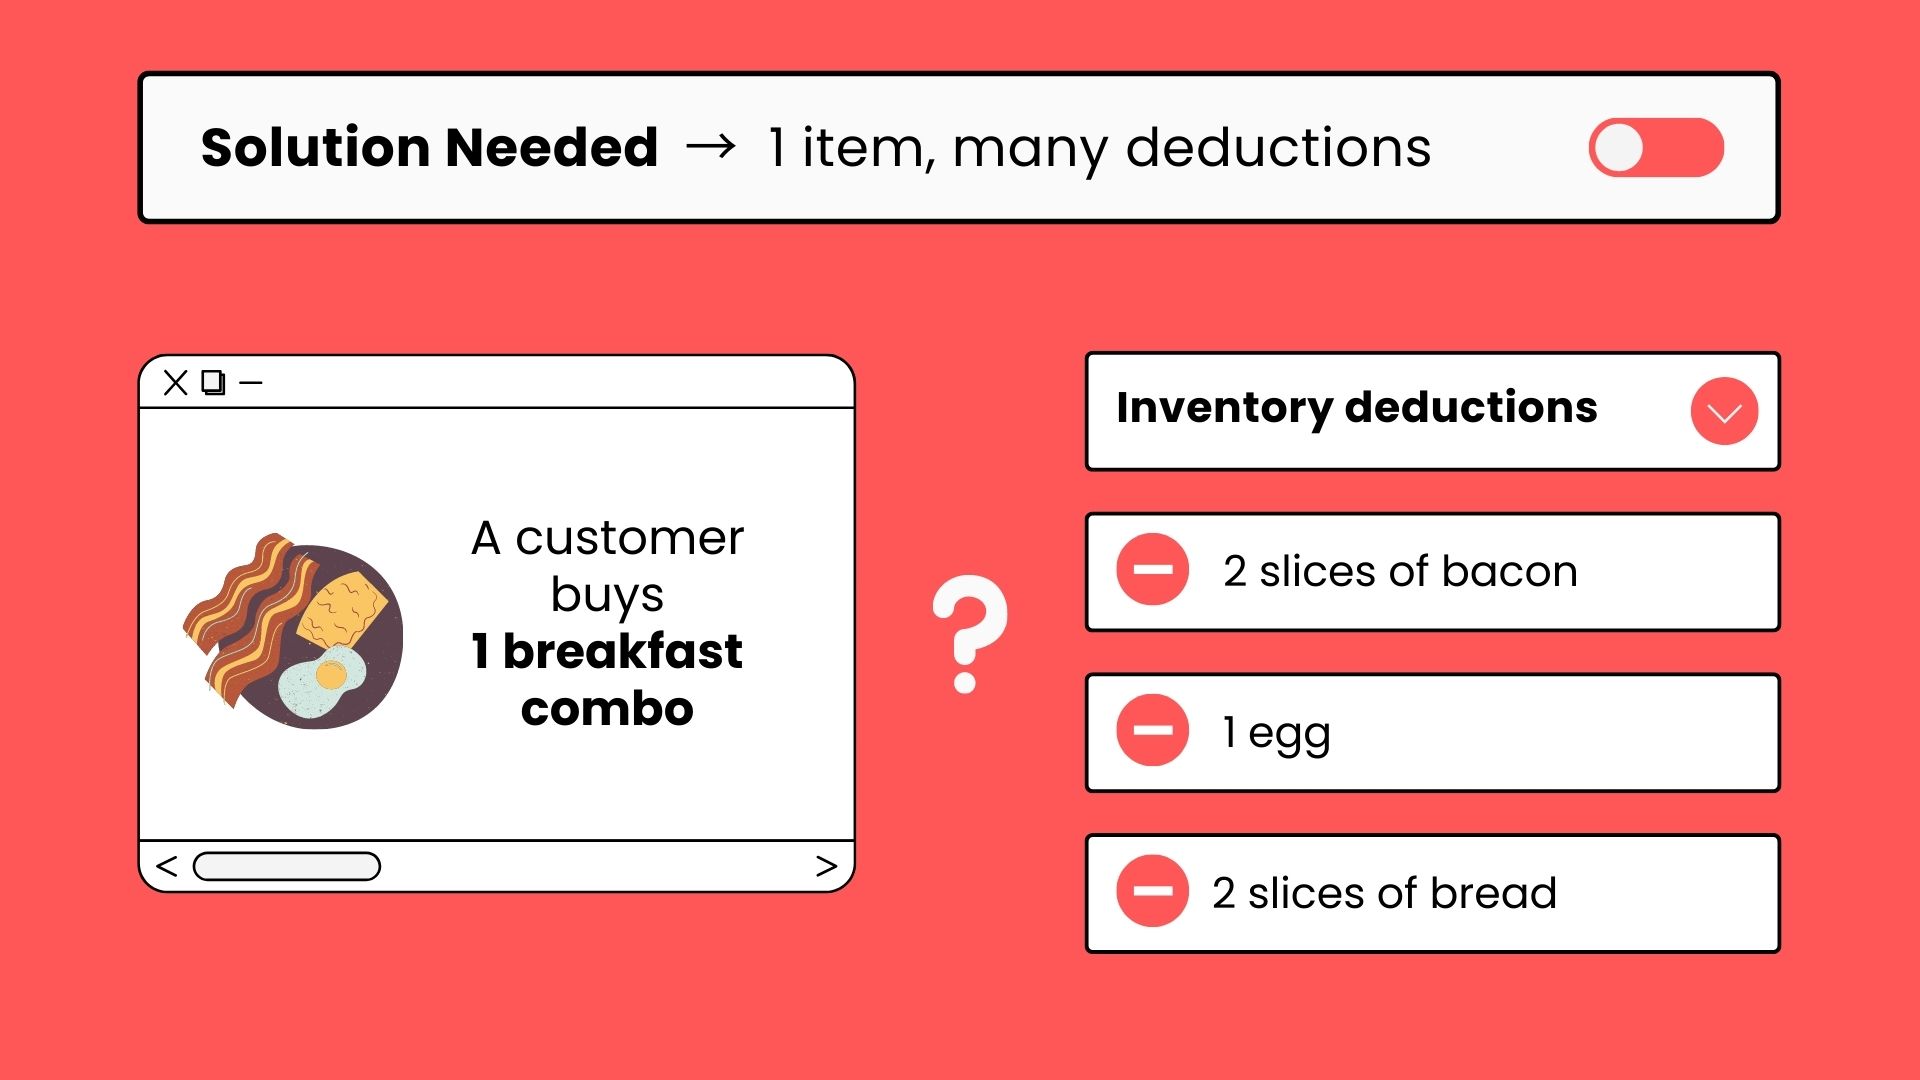 Solution Needed → 1 item, many deductions
A customer
buys
1 breakfast
combo
?
Inventory deductions
2 slices of bacon
1 egg
2 slices of bread